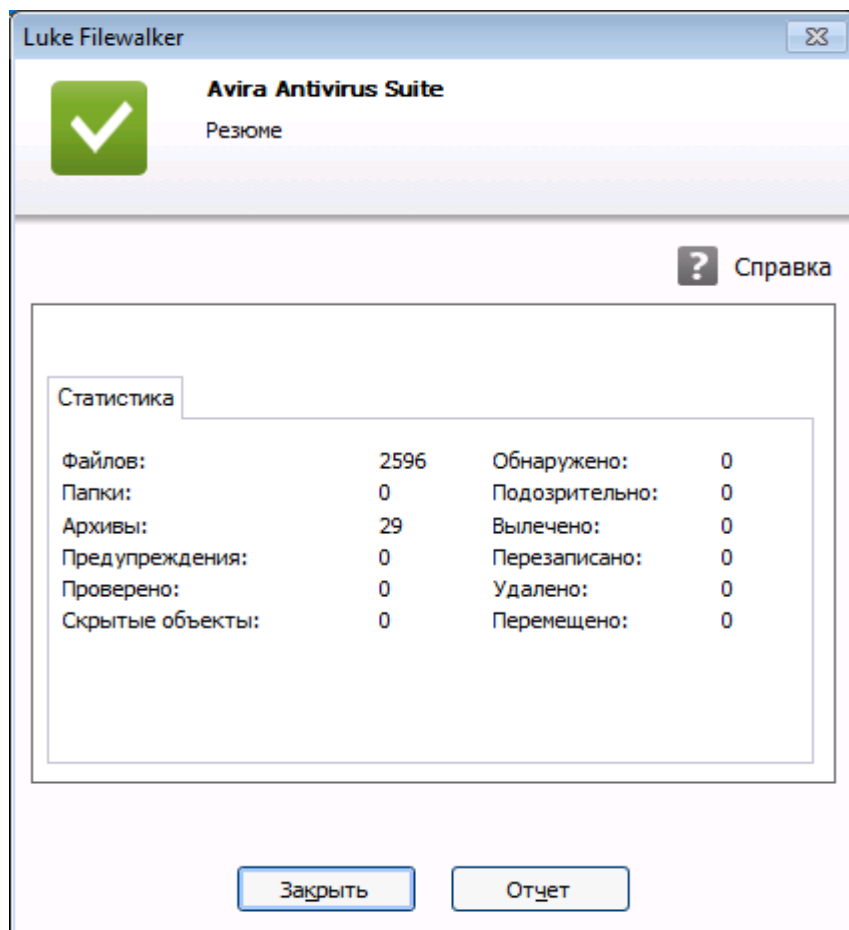 Luke Filewalker
Avira Antivirus Suite
Резюме
? Справка
Статистика
Файлов: 2596 Обнаружено: 0
Папки: 0 Подозрительно: 0
Архивы: 29 Вылечено: 0
Предупреждения: 0 Перезаписано: 0
Проверено: 0 Удалено: 0
Скрытые объекты: 0 Перемещено: 0
Закрыть Отчет